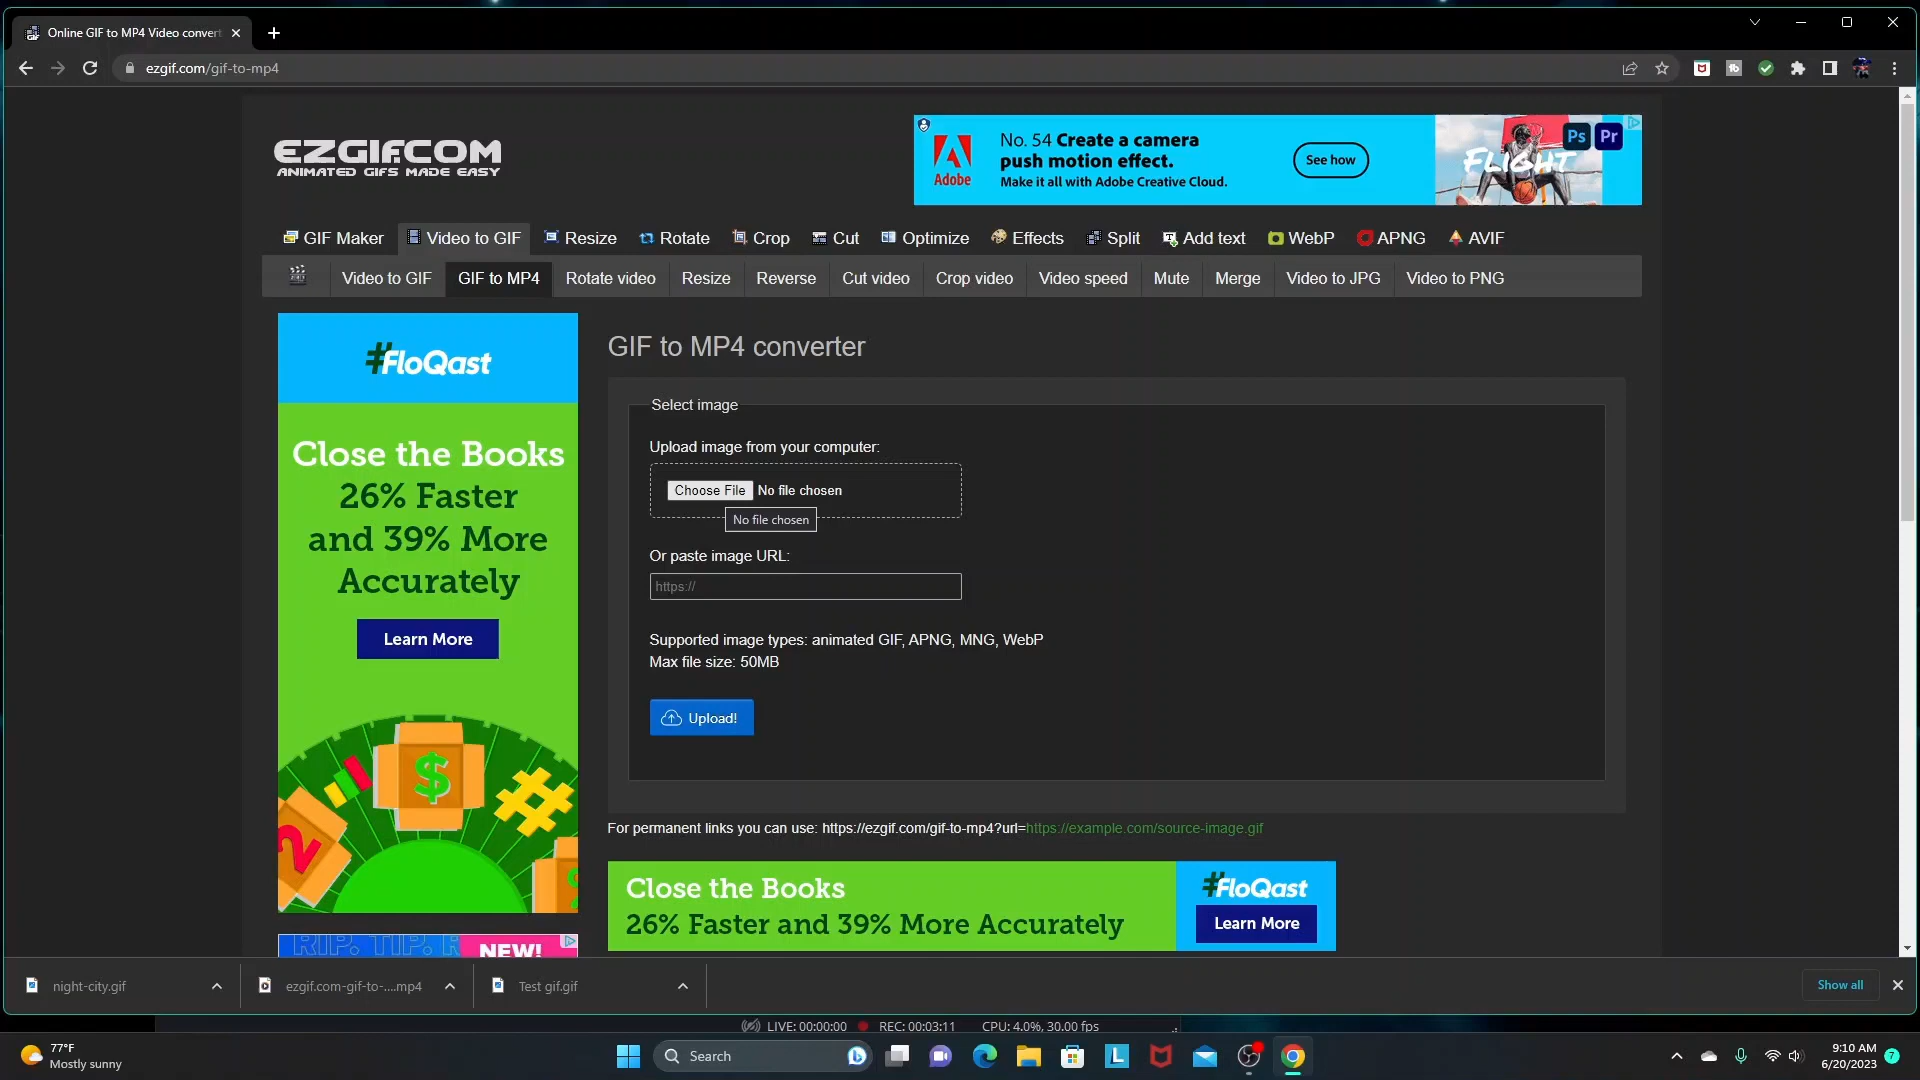 Online GIF to MP4 Video convert
ezgif.com/gif-to-mp4
EZGIF.COM
ANIMATED GIFS MADE EASY
Adobe
No. 54 Create a camera
push motion effect.
Make it all with Adobe Creative Cloud.
See how
FLIGHT
Ps
Pr
GIF Maker
Video to GIF
Resize
Rotate
Crop
Cut
Optimize
Effects
Split
Add text
WebP
APNG
AVIF
Video to GIF
GIF to MP4
Rotate video
Resize
Reverse
Cut video
Crop video
Video speed
Mute
Merge
Video to JPG
Video to PNG
#FloQast
Close the Books
26% Faster
and 39% More
Accurately
Learn More
$
#
2
GIF to MP4 converter
Select image
Upload image from your computer:
Choose File No file chosen
No file chosen
Or paste image URL:
https://
Supported image types: animated GIF, APNG, MNG, WebP
Max file size: 50MB
Upload!
For permanent links you can use: https://ezgif.com/gif-to-mp4?url=https://example.com/source-image.gif
Close the Books
26% Faster and 39% More Accurately
#FloQast
Learn More
RIP. TIP. R
NEW!
night-city.gif
ezgif.com-gif-to-....mp4
Test gif.gif
Show all
LIVE: 00:00:00
REC: 00:03:11
CPU: 4.0%, 30.00 fps
77°F
Mostly sunny
Search
L
9:10 AM
6/20/2023
7